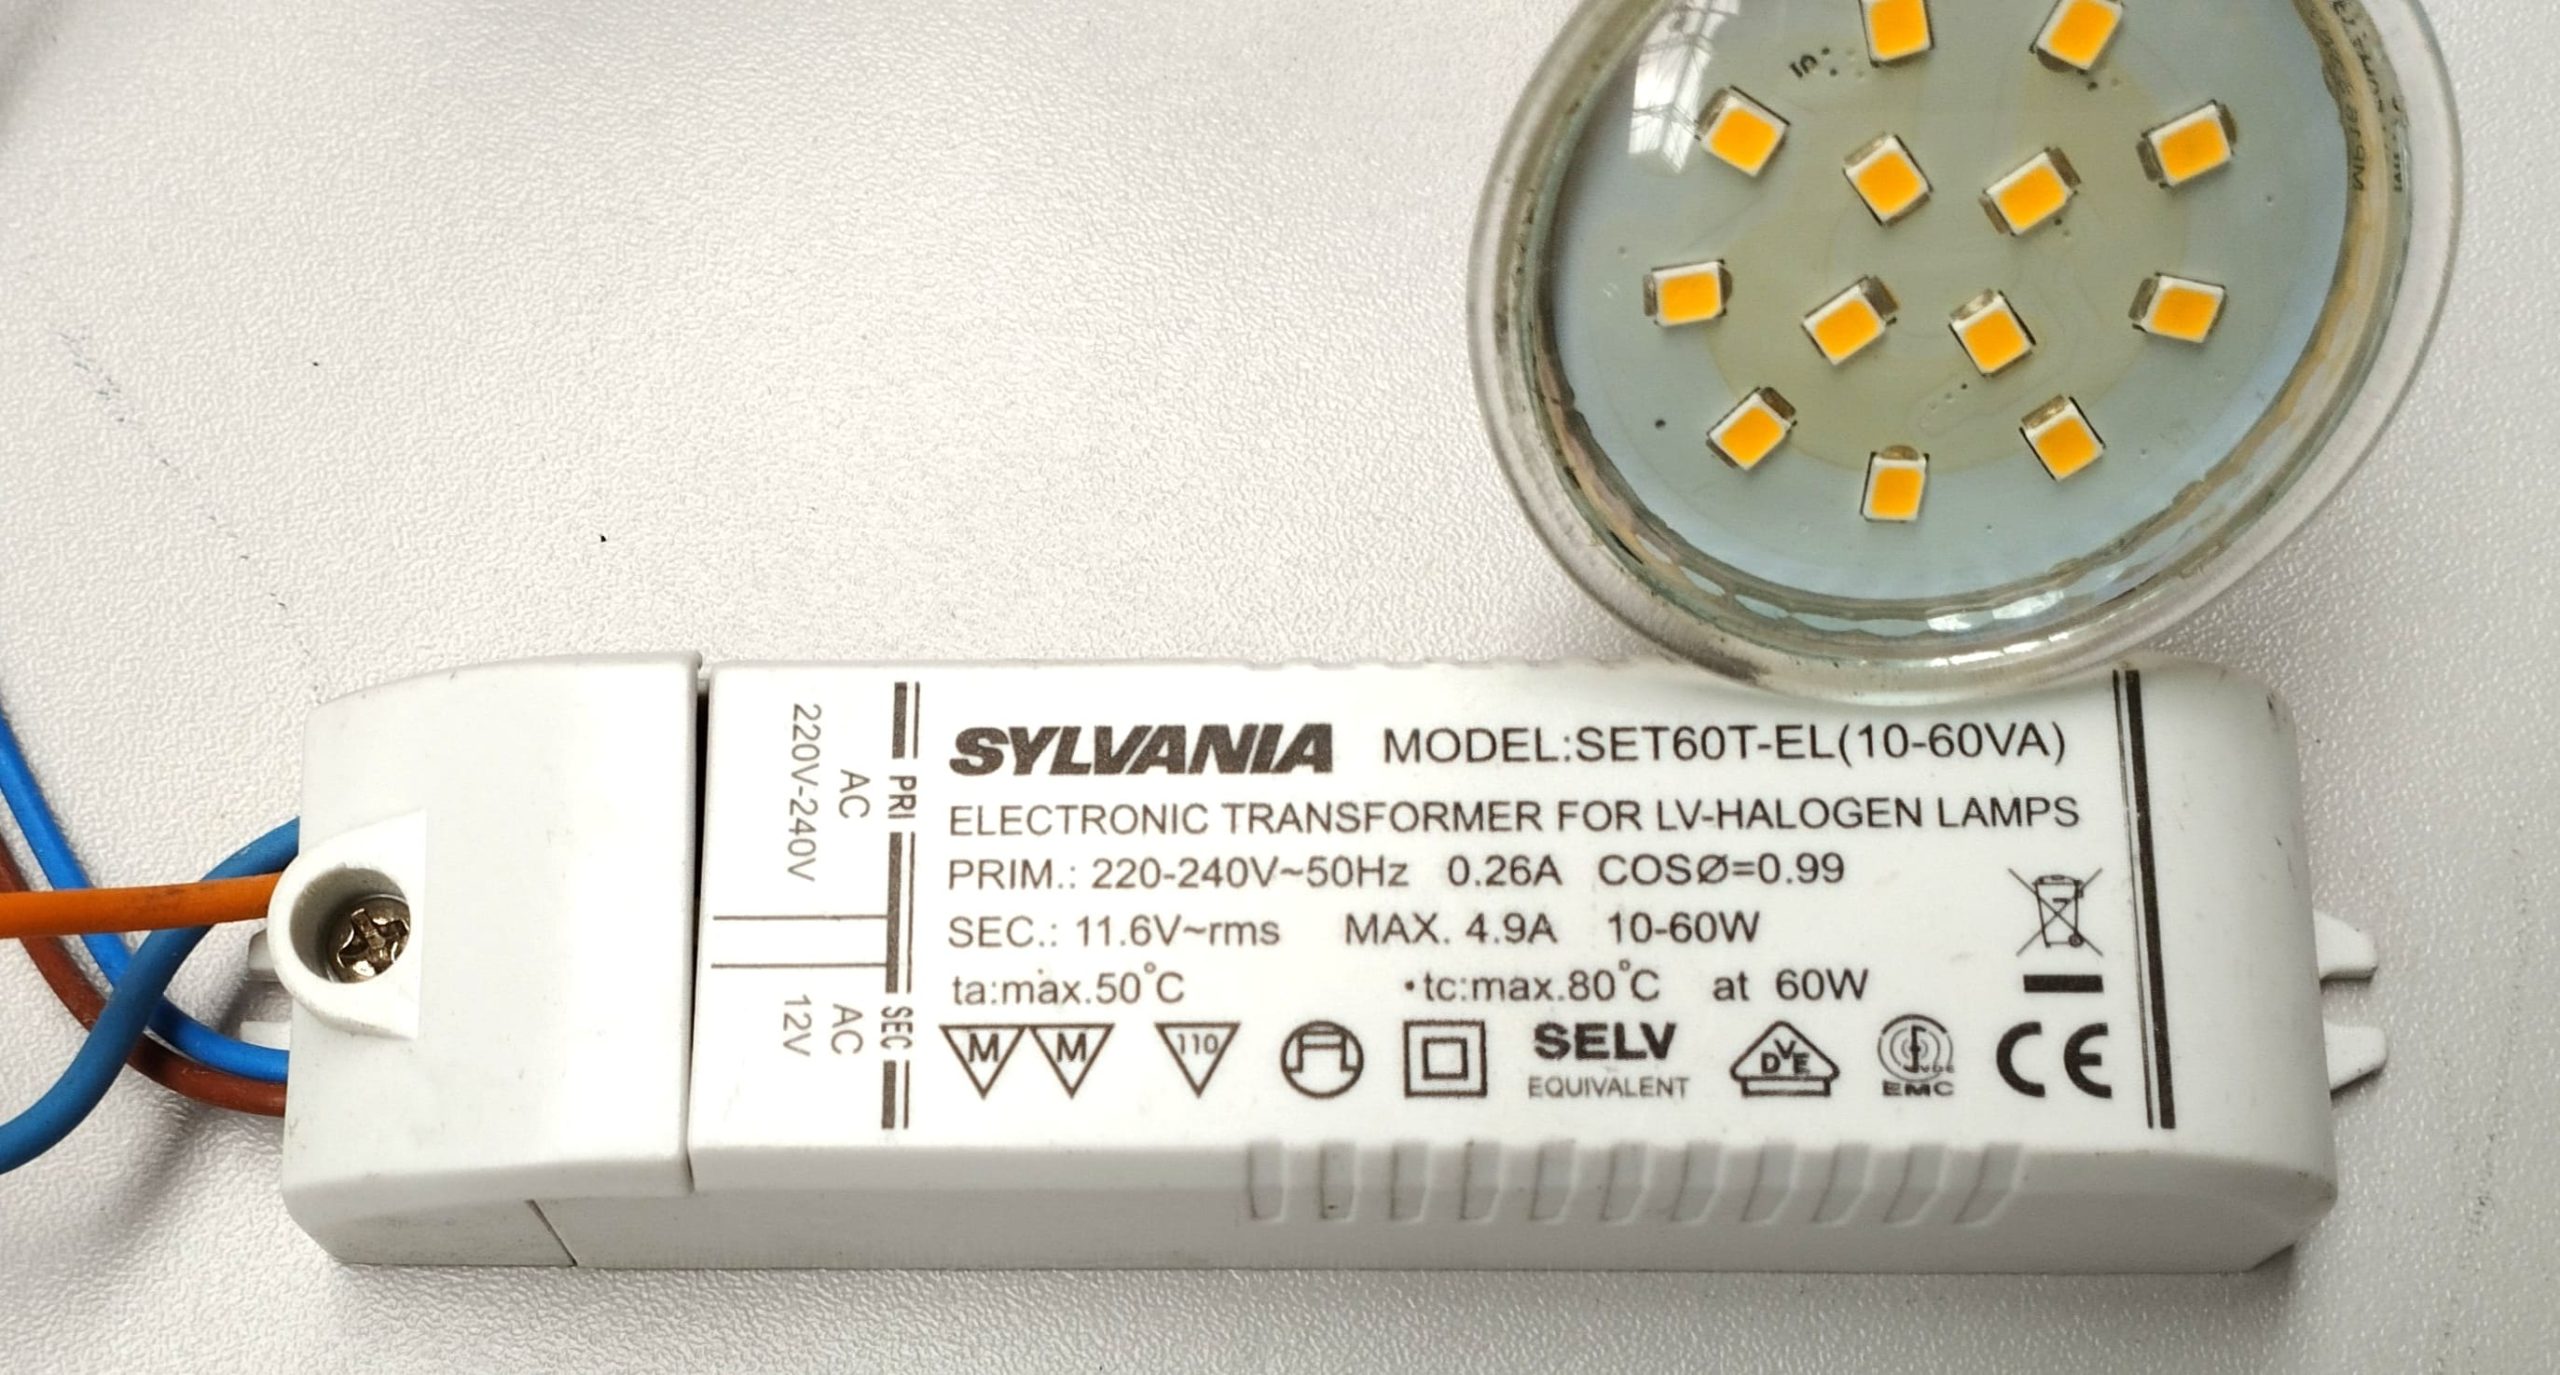 220V-240V
AC
PRI
SEC
AC
12V
SYLVANIA MODEL:SET60T-EL(10-60VA)
ELECTRONIC TRANSFORMER FOR LV-HALOGEN LAMPS
PRIM.: 220-240V~50Hz 0.26A COSØ=0.99
SEC.: 11.6V~rms MAX. 4.9A 10-60W
ta:max.50°C •tc:max.80°C at 60W
M M 110 SELV DVE CE
EQUIVALENT EMC